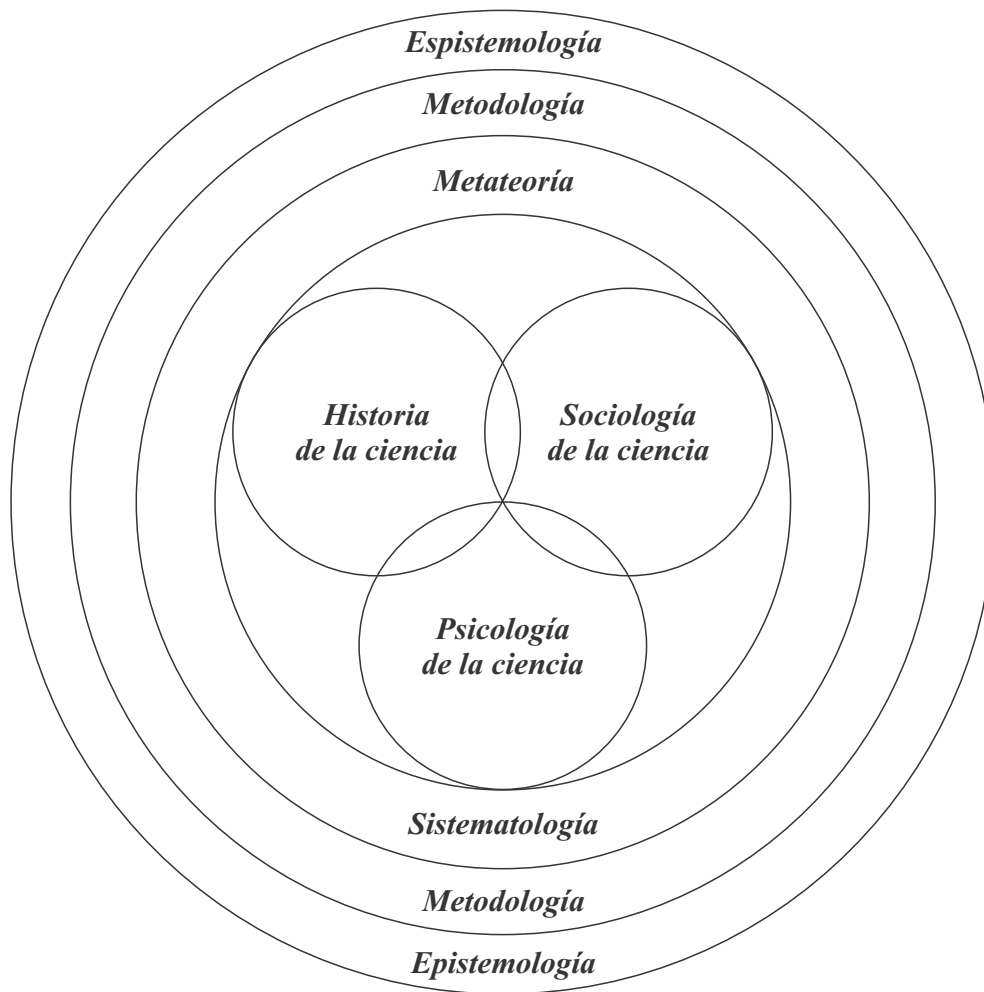 Espistemología
Metodología
Metateoría
Historia
de la ciencia
Sociología
de la ciencia
Psicología
de la ciencia
Sistematología
Metodología
Epistemología